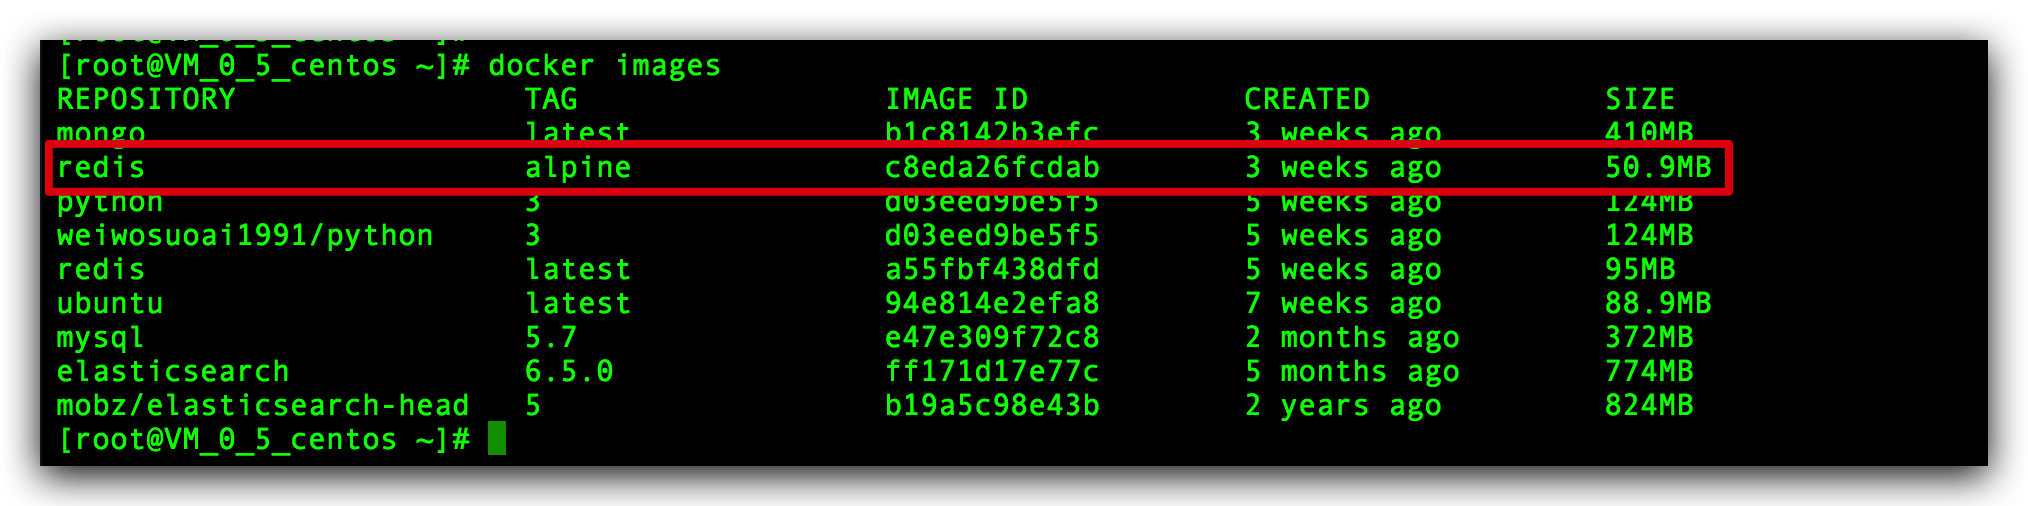 [root@VM_0_5_centos ~]# docker images
REPOSITORY TAG IMAGE ID CREATED SIZE
mongo latest b1c8142b3efc 3 weeks ago 410MB
redis alpine c8eda26fcdab 3 weeks ago 50.9MB
python 3 d03eed9be5f5 5 weeks ago 124MB
weiwosuoai1991/python 3 d03eed9be5f5 5 weeks ago 124MB
redis latest a55fbf438dfd 5 weeks ago 95MB
ubuntu latest 94e814e2efa8 7 weeks ago 88.9MB
mysql 5.7 e47e309f72c8 2 months ago 372MB
elasticsearch 6.5.0 ff171d17e77c 5 months ago 774MB
mobz/elasticsearch-head 5 b19a5c98e43b 2 years ago 824MB
[root@VM_0_5_centos ~]#